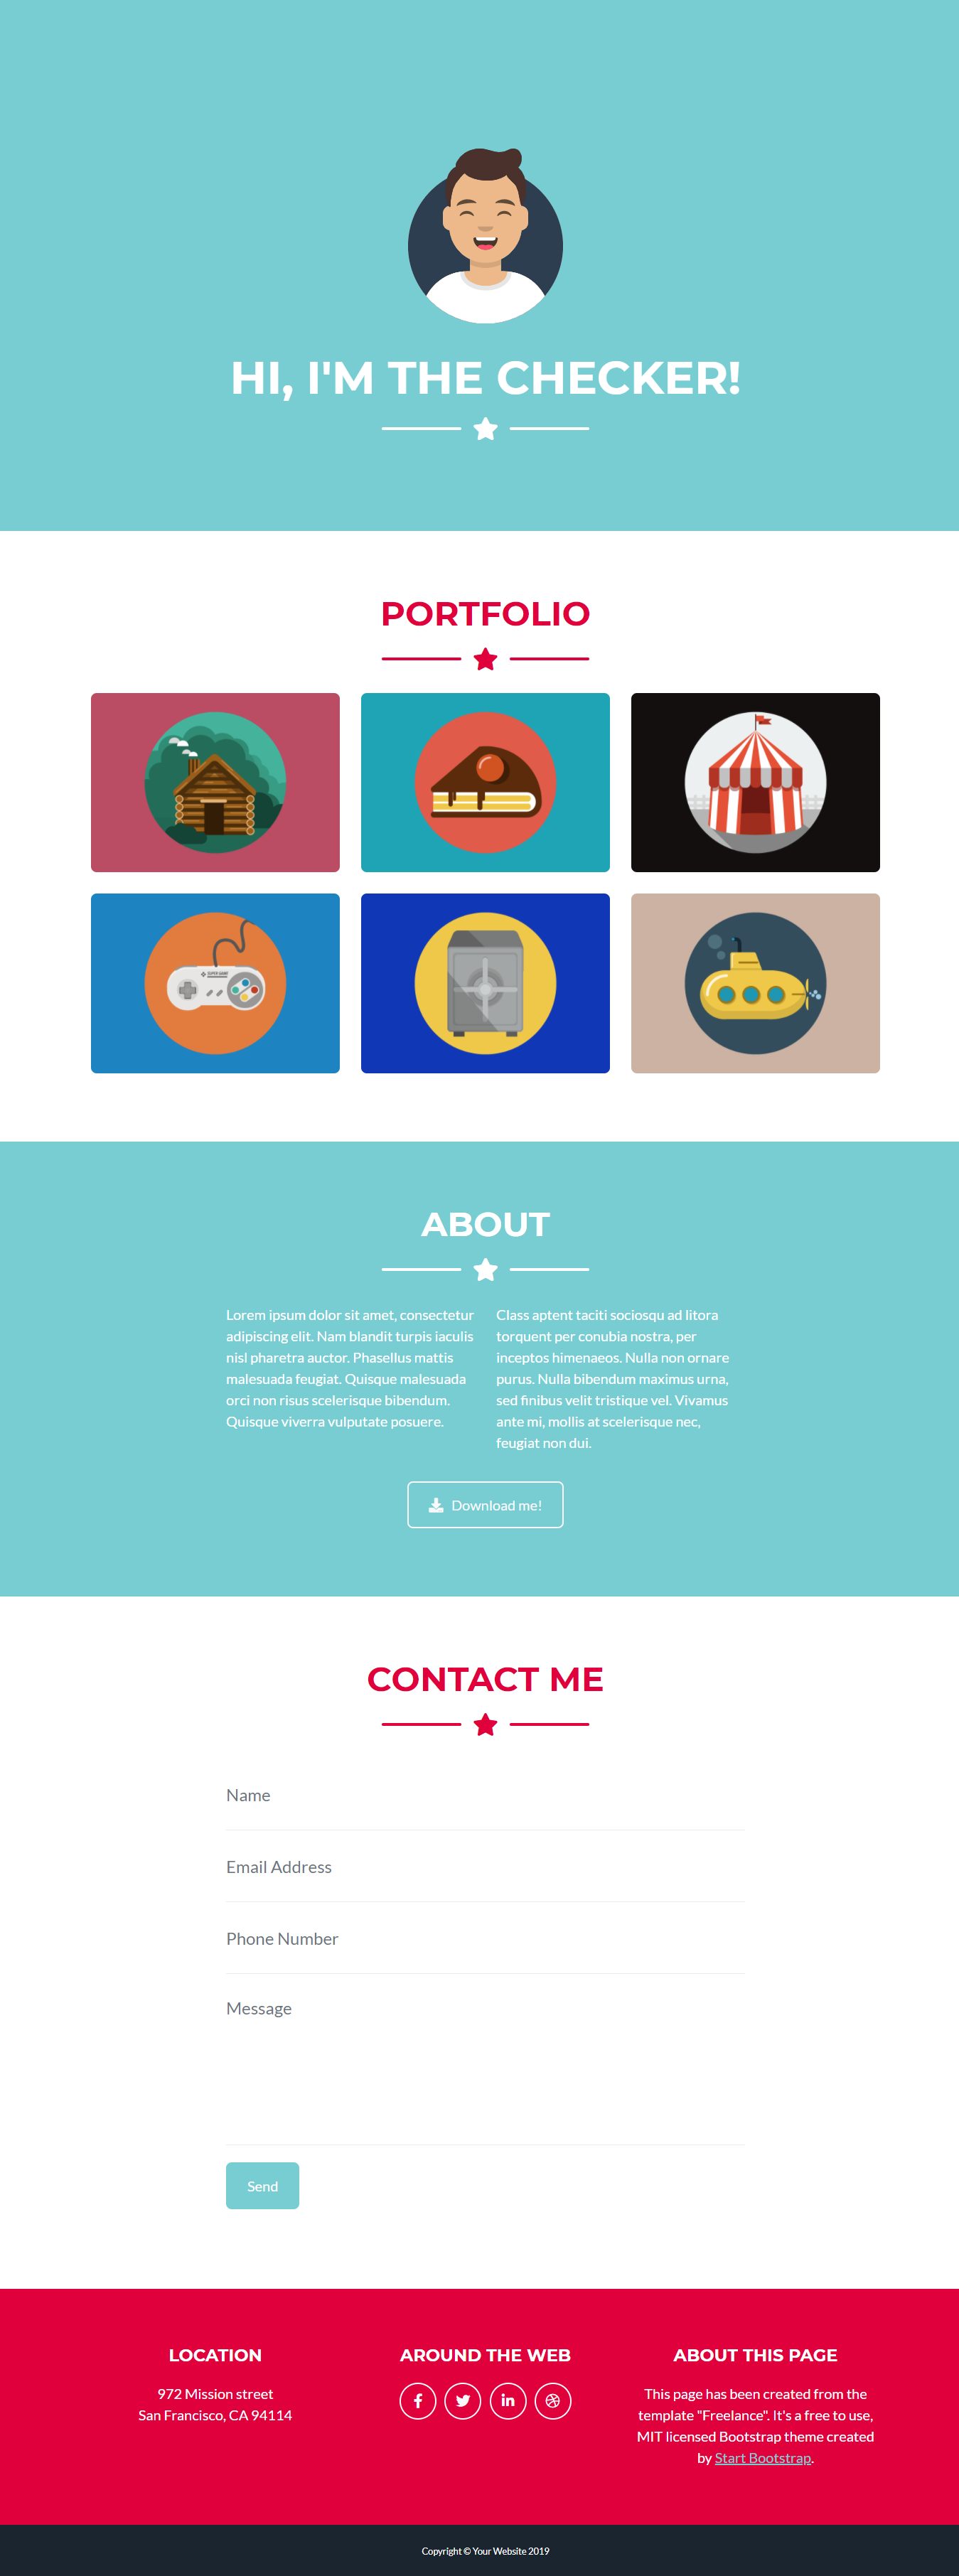 HI, I'M THE CHECKER!
PORTFOLIO
SUPER GAME
ABOUT
Lorem ipsum dolor sit amet, consectetur
adipiscing elit. Nam blandit turpis iaculis
nisl pharetra auctor. Phasellus mattis
malesuada feugiat. Quisque malesuada
orci non risus scelerisque bibendum.
Quisque viverra vulputate posuere.
Class aptent taciti sociosqu ad litora
torquent per conubia nostra, per
inceptos himenaeos. Nulla non ornare
purus. Nulla bibendum maximus urna,
sed finibus velit tristique vel. Vivamus
ante mi, mollis at scelerisque nec,
feugiat non dui.
Download me!
CONTACT ME
Name
Email Address
Phone Number
Message
Send
LOCATION
972 Mission street
San Francisco, CA 94114
AROUND THE WEB
ABOUT THIS PAGE
This page has been created from the
template "Freelance". It's a free to use,
MIT licensed Bootstrap theme created
by Start Bootstrap.
Copyright © Your Website 2019